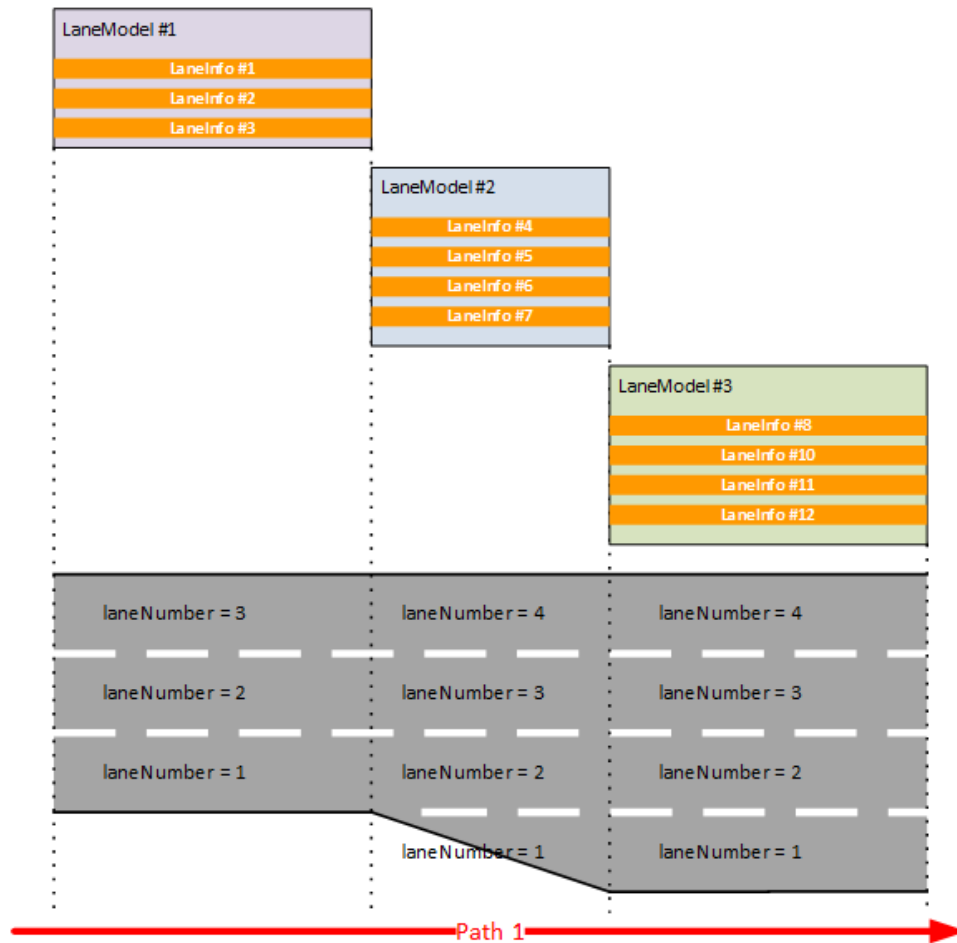 LaneModel #1
LaneInfo #1
LaneInfo #2
LaneInfo #3
LaneModel #2
LaneInfo #4
LaneInfo #5
LaneInfo #6
LaneInfo #7
LaneModel #3
LaneInfo #8
LaneInfo #10
LaneInfo #11
LaneInfo #12
laneNumber = 3 laneNumber = 4 laneNumber = 4
laneNumber = 2 laneNumber = 3 laneNumber = 3
laneNumber = 1 laneNumber = 2 laneNumber = 2
laneNumber = 1 laneNumber = 1
Path 1